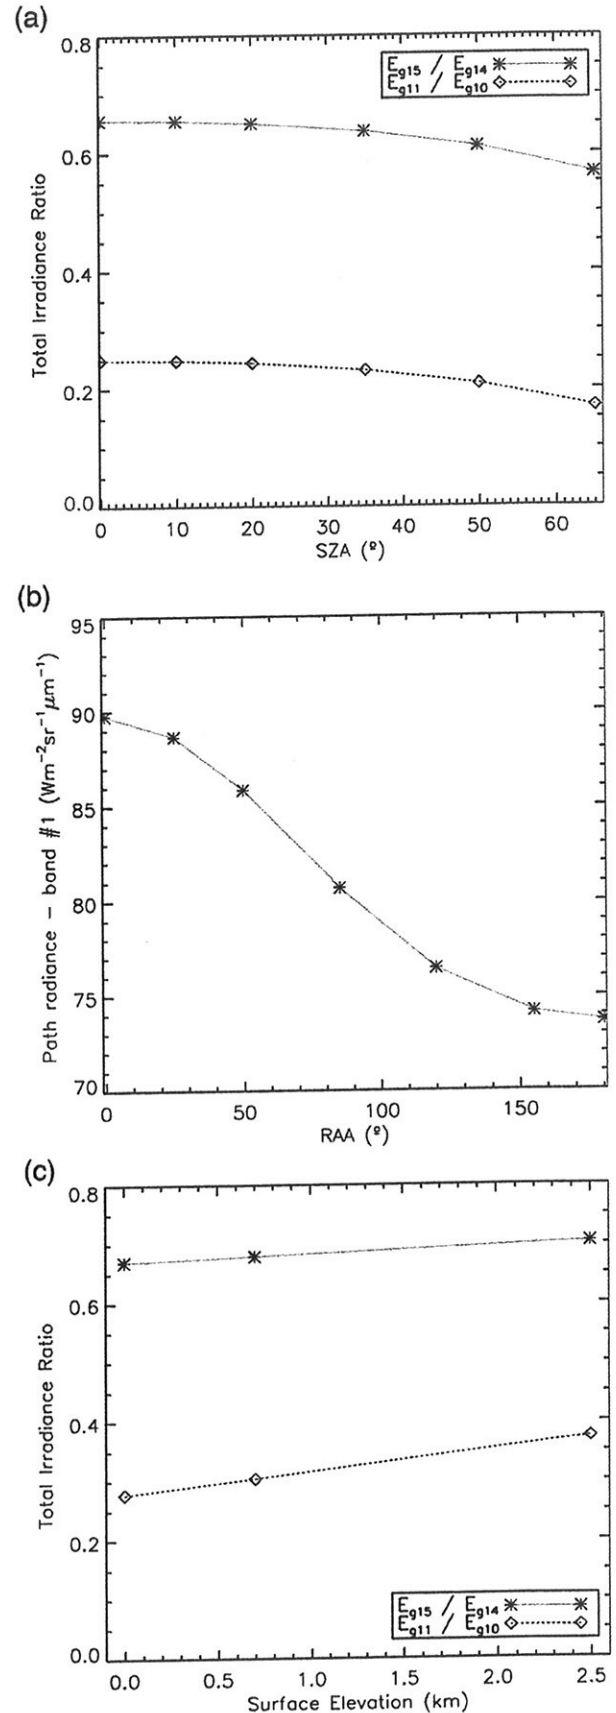 (a)
0.8
0.6
0.4
0.2
0.0
Total Irradiance Ratio
E_g15 / E_g14
E_g11 / E_g10
0 10 20 30 40 50 60
SZA (º)
(b)
95
90
85
80
75
70
Path radiance – band #1 (Wm⁻²sr⁻¹μm⁻¹)
0 50 100 150
RAA (º)
(c)
0.8
0.6
0.4
0.2
0.0
Total Irradiance Ratio
E_g15 / E_g14
E_g11 / E_g10
0.0 0.5 1.0 1.5 2.0 2.5
Surface Elevation (km)